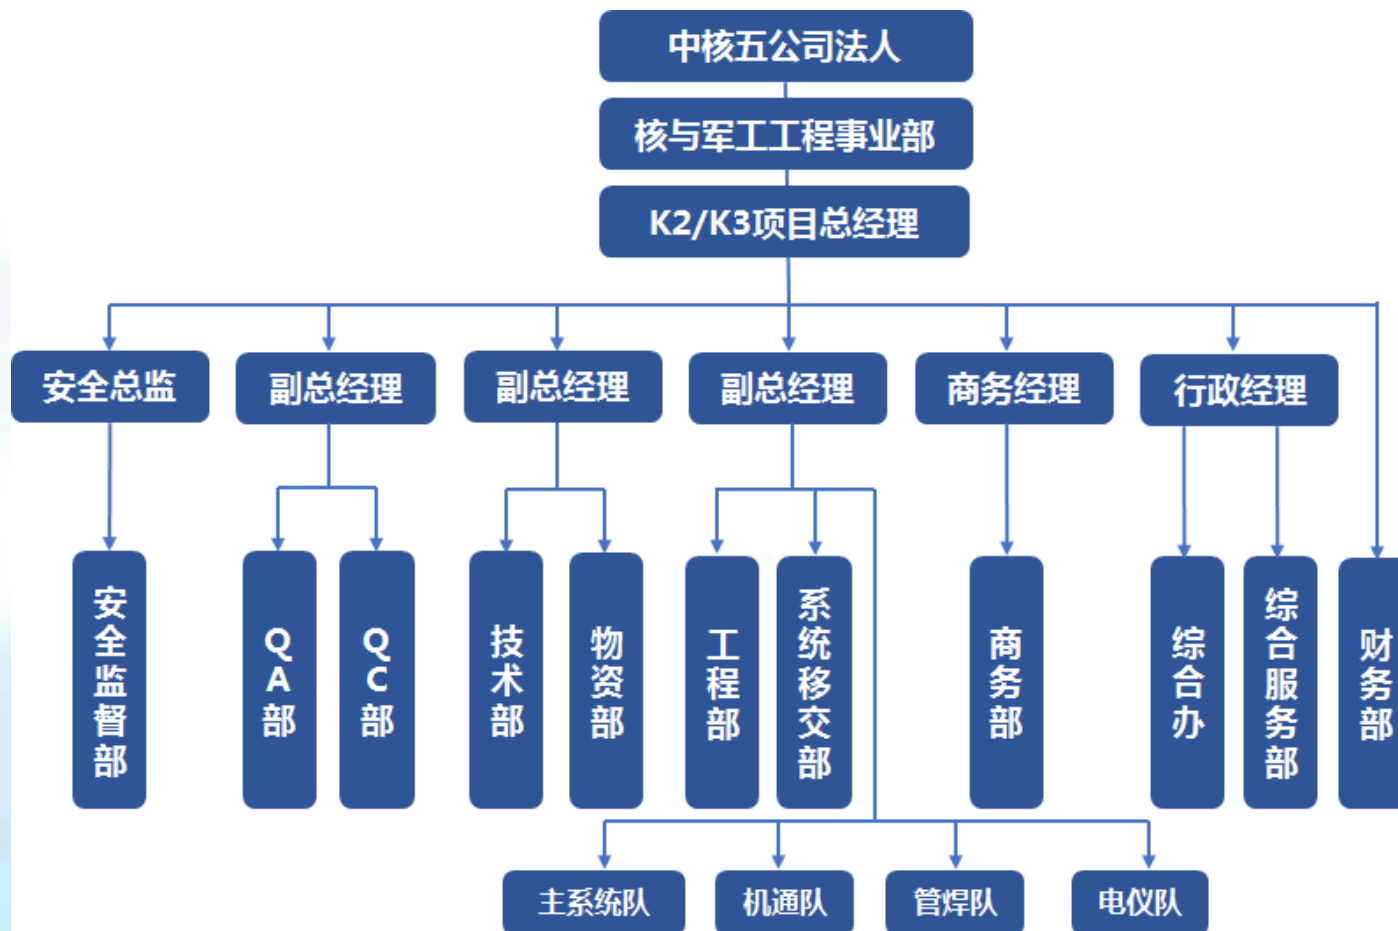 中核五公司法人
核与军工工程事业部
K2/K3项目总经理
安全总监
副总经理
副总经理
副总经理
商务经理
行政经理
安全监督部
QA部
QC部
技术部
物资部
工程部
系统移交部
商务部
综合办
综合服务部
财务部
主系统队
机通队
管焊队
电仪队